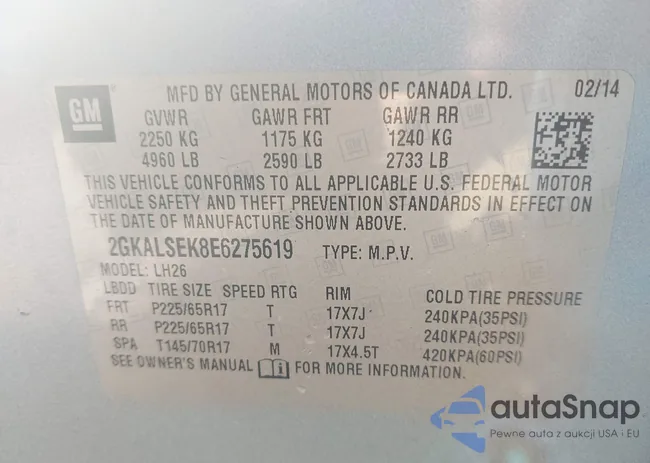 GM
MFD BY GENERAL MOTORS OF CANADA LTD. 02/14
GVWR GAWR FRT GAWR RR
2250 KG 1175 KG 1240 KG
4960 LB 2590 LB 2733 LB
THIS VEHICLE CONFORMS TO ALL APPLICABLE U.S. FEDERAL MOTOR
VEHICLE SAFETY AND THEFT PREVENTION STANDARDS IN EFFECT ON
THE DATE OF MANUFACTURE SHOWN ABOVE.
2GKALSEK8E6275619 TYPE: M.P.V.
MODEL: LH26
LBDD TIRE SIZE SPEED RTG RIM COLD TIRE PRESSURE
FRT P225/65R17 T 17X7J 240KPA(35PSI)
RR P225/65R17 T 17X7J 240KPA(35PSI)
SPA T145/70R17 M 17X4.5T 420KPA(60PSI)
SEE OWNER'S MANUAL i FOR MORE INFORMATION.
autaSnap
Pewne auta z aukcji USA i EU